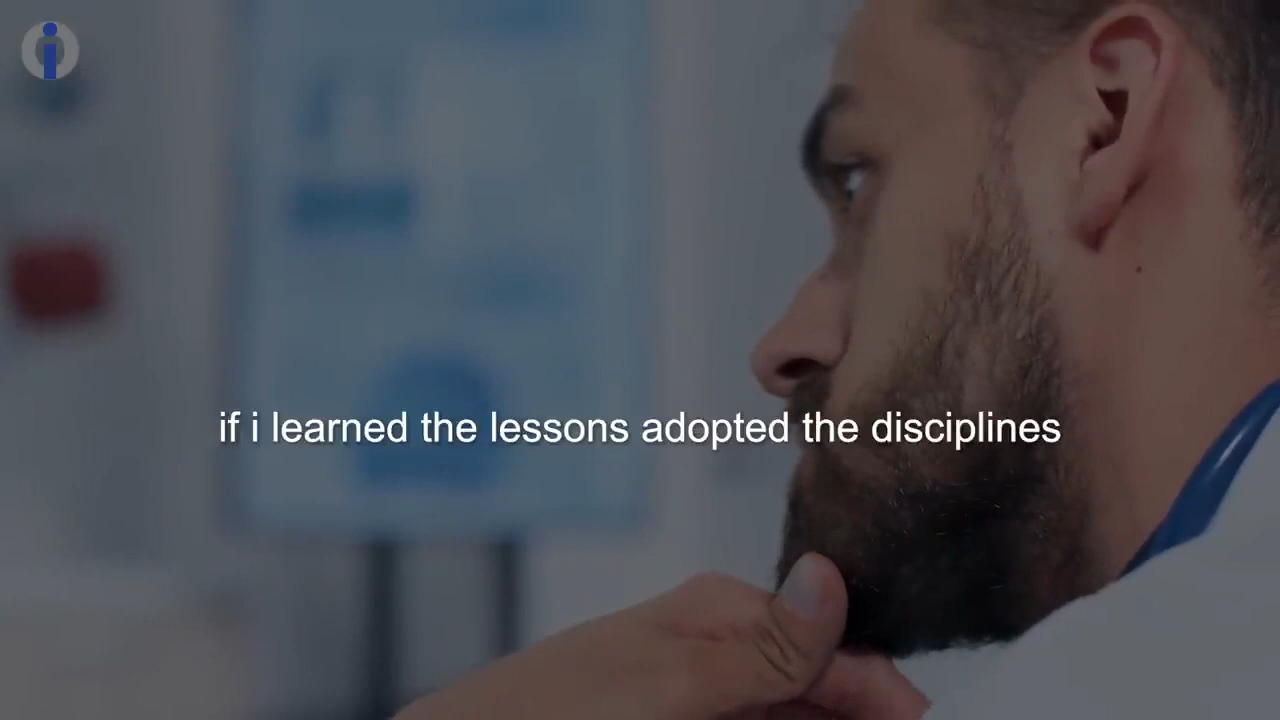 if i learned the lessons adopted the disciplines